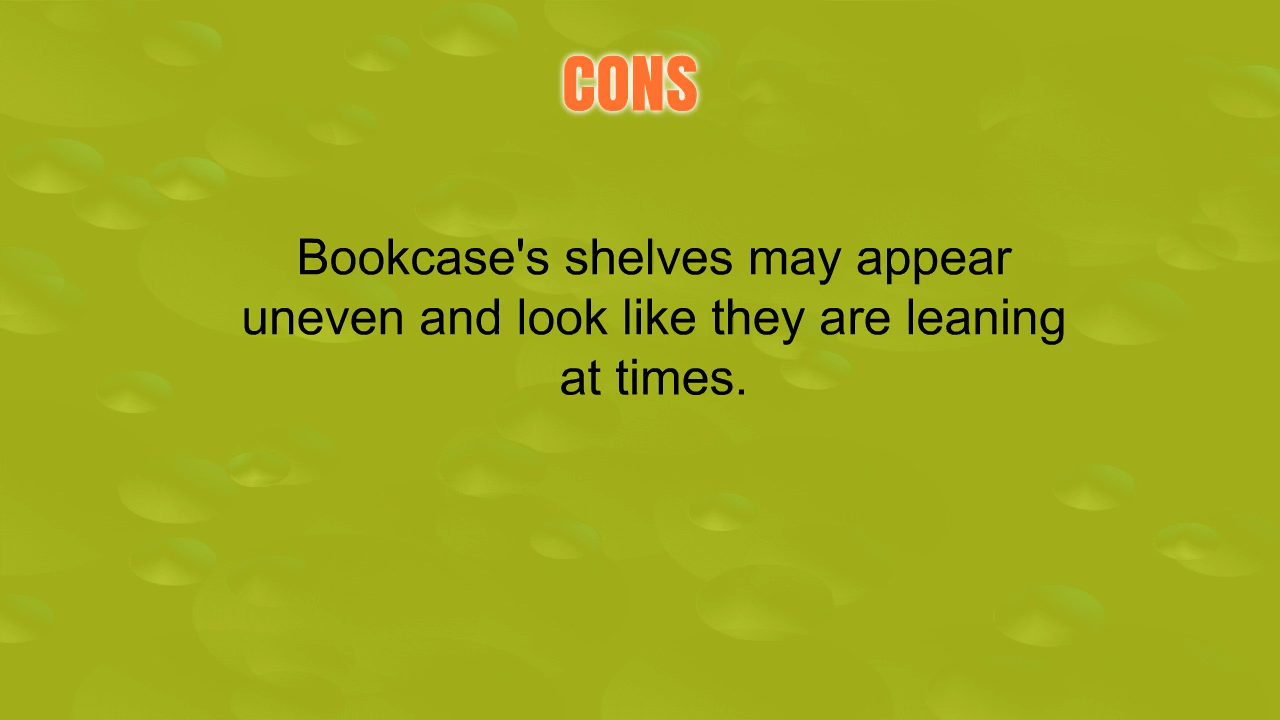 CONS
Bookcase's shelves may appear
uneven and look like they are leaning
at times.